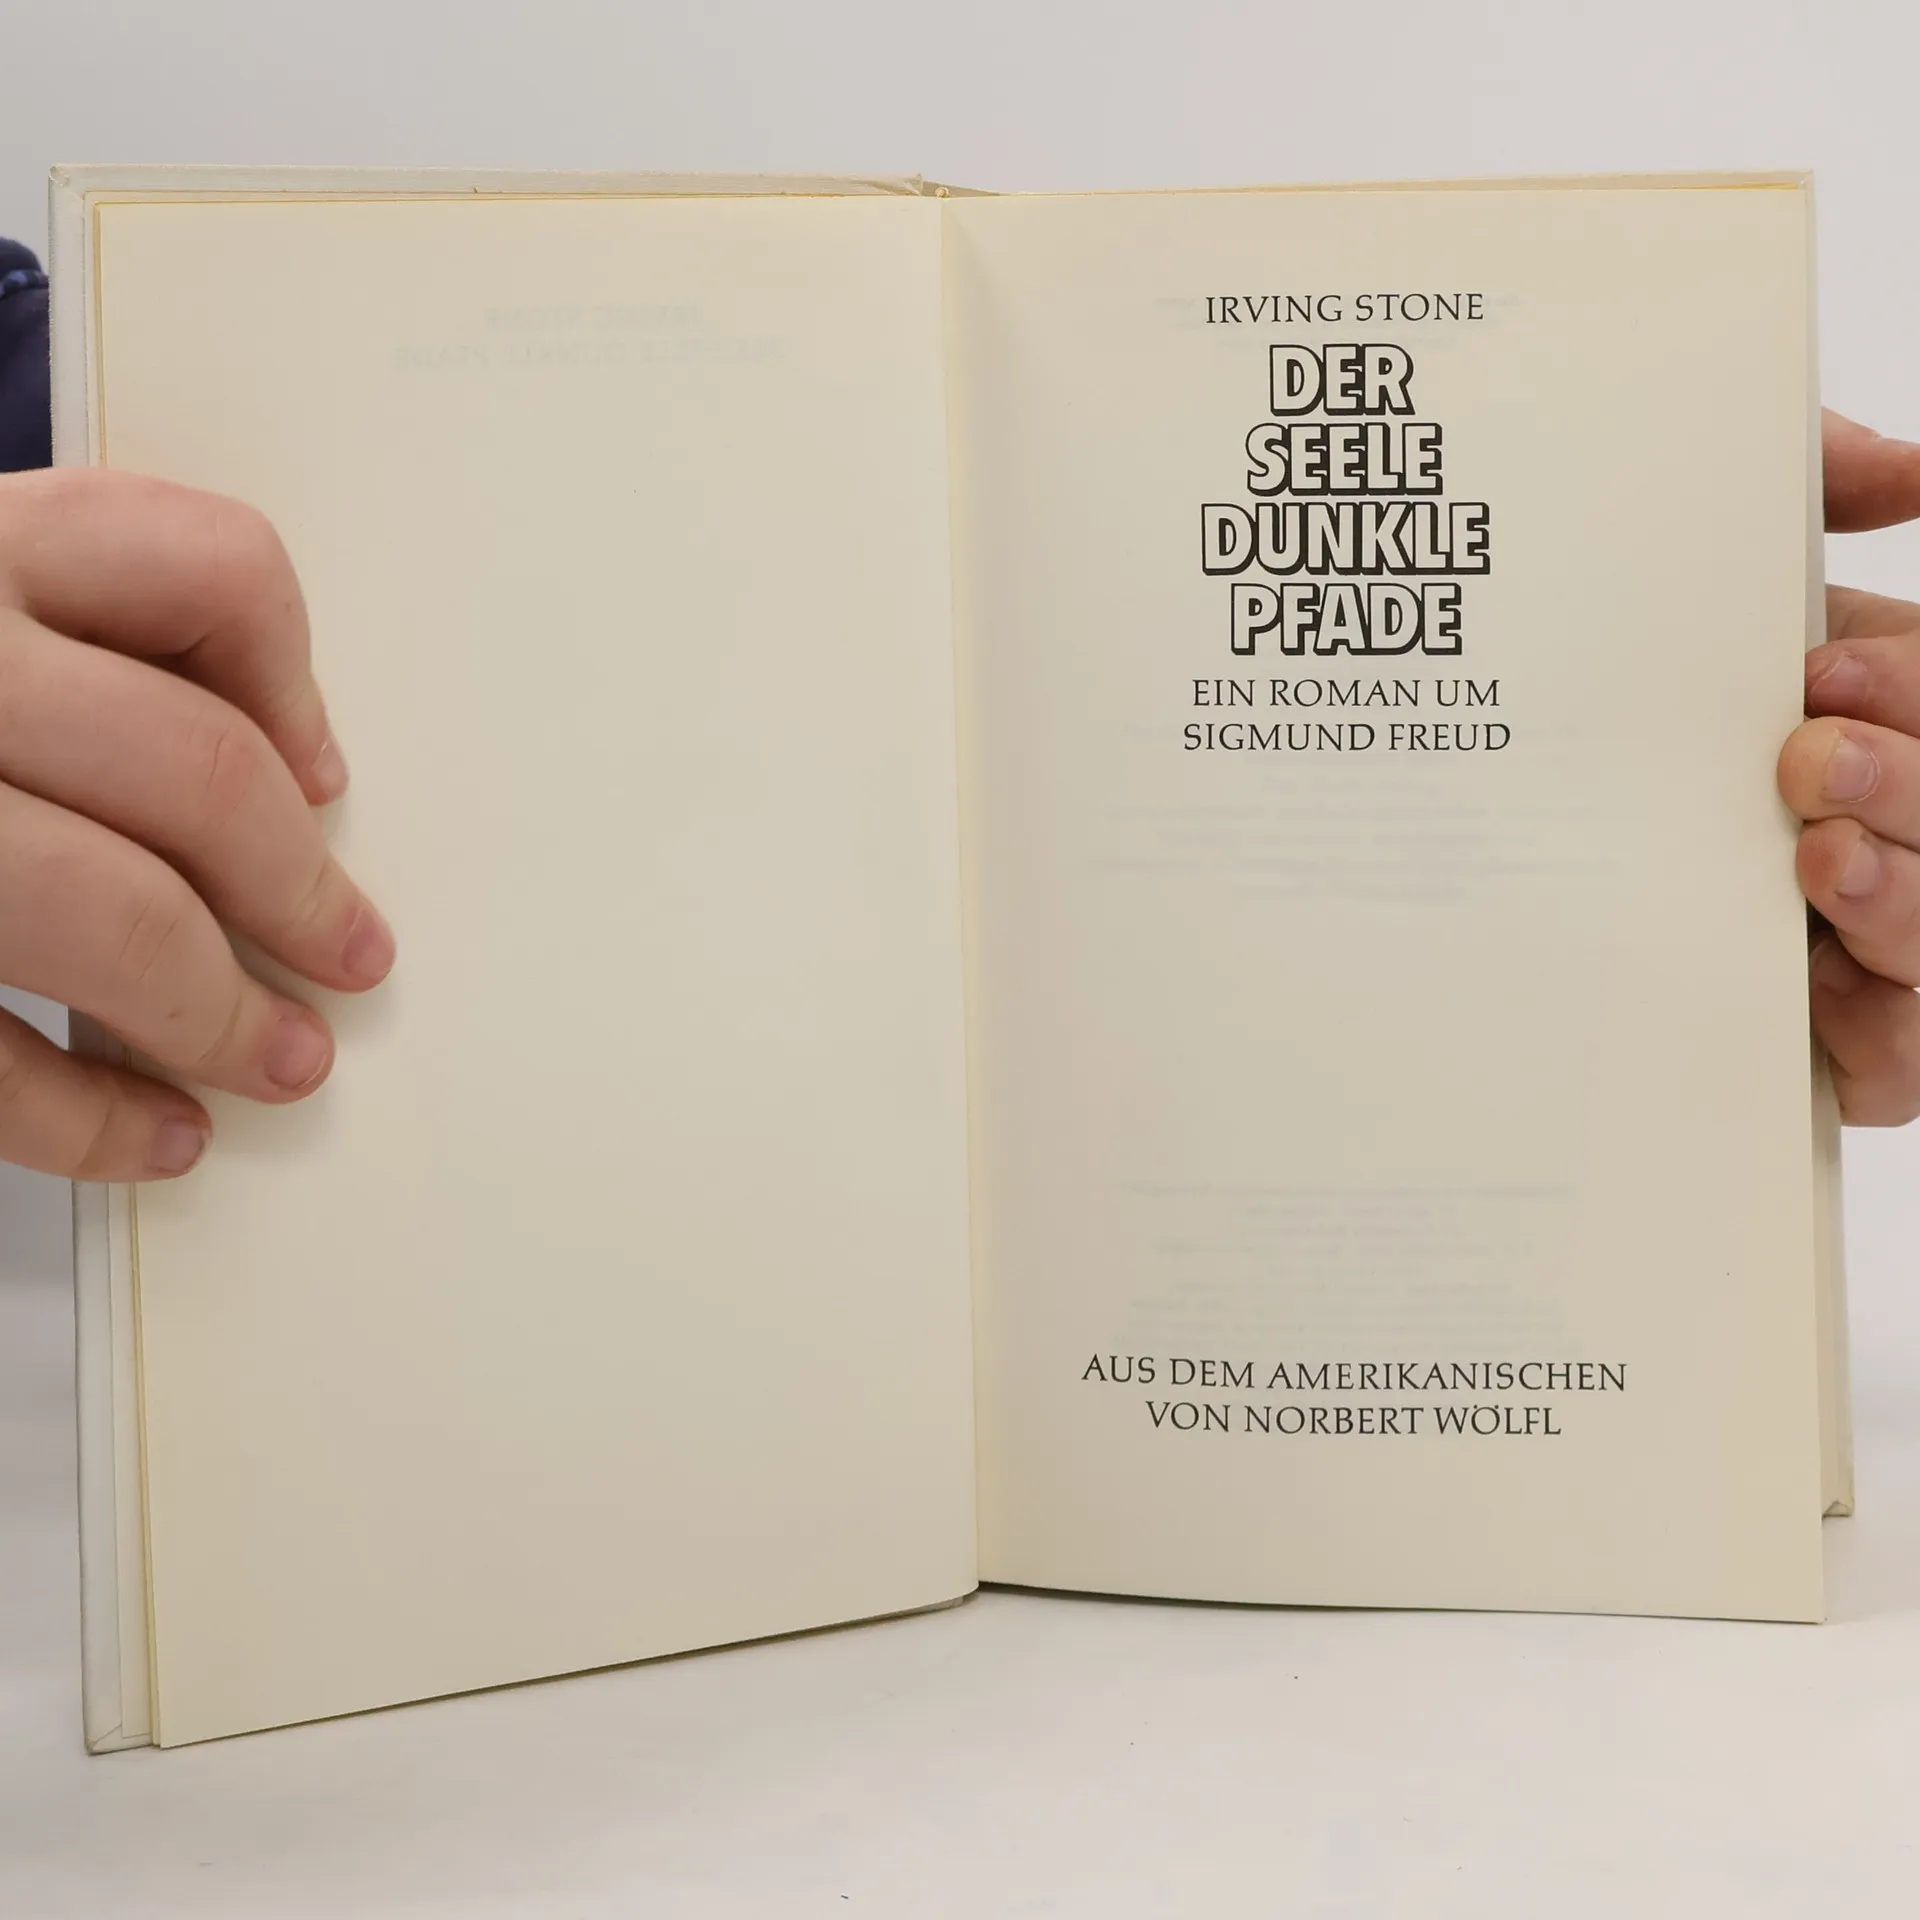 IRVING STONE
DER
SEELE
DUNKLE
PFADE
EIN ROMAN UM
SIGMUND FREUD
AUS DEM AMERIKANISCHEN
VON NORBERT WÖLFL